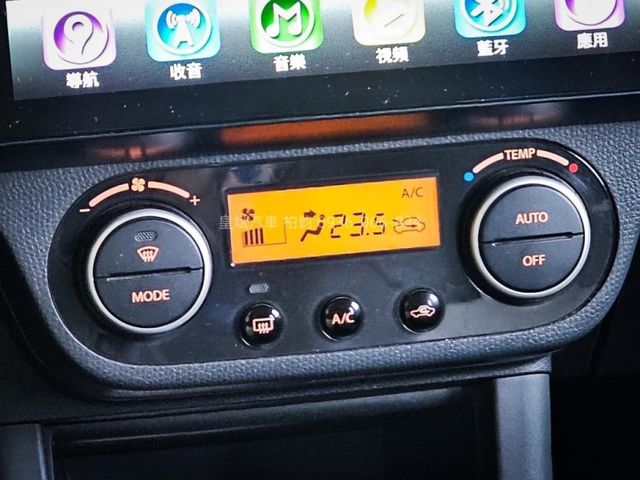 導航 收音 音樂 視頻 藍牙 應用
TEMP
- +
A/C
23.5
AUTO
OFF
MODE
A/C